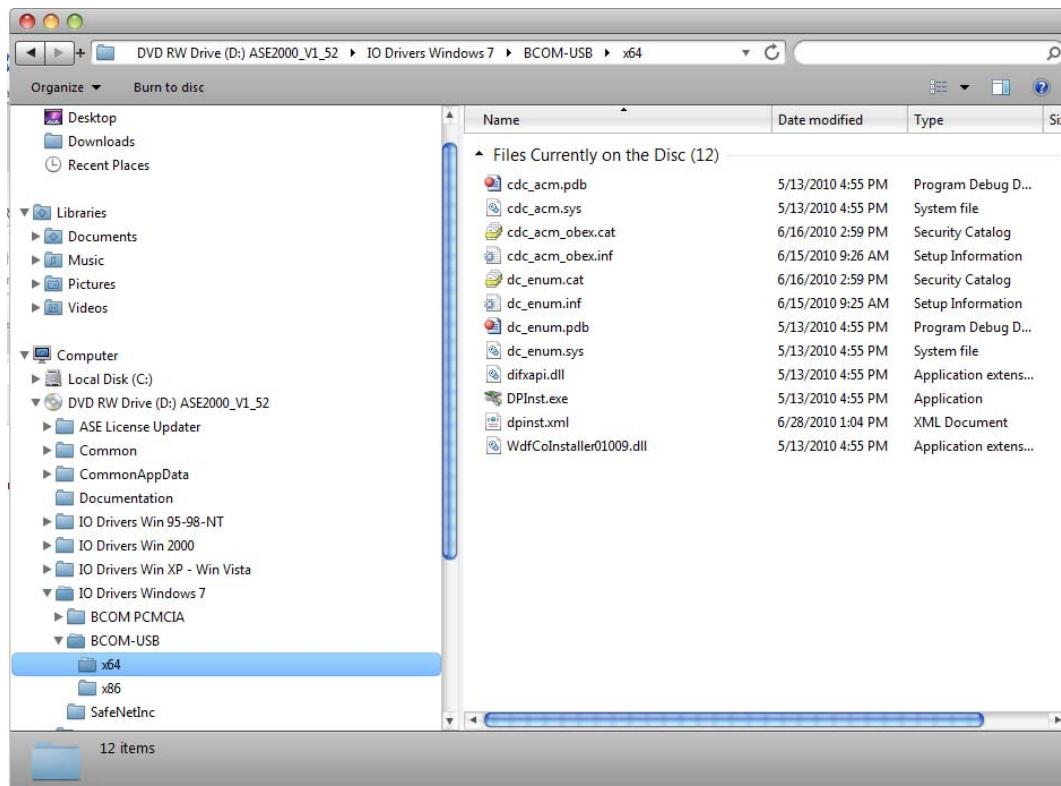 DVD RW Drive (D:) ASE2000_V1_52 IO Drivers Windows 7 BCOM-USB x64
Organize Burn to disc
Desktop
Downloads
Recent Places
Libraries
Documents
Music
Pictures
Videos
Computer
Local Disk (C:)
DVD RW Drive (D:) ASE2000_V1_52
ASE License Updater
Common
CommonAppData
Documentation
IO Drivers Win 95-98-NT
IO Drivers Win 2000
IO Drivers Win XP - Win Vista
IO Drivers Windows 7
BCOM PCMCIA
BCOM-USB
x64
x86
SafeNetInc
Name Date modified Type Si
Files Currently on the Disc (12)
cdc_acm.pdb 5/13/2010 4:55 PM Program Debug D...
cdc_acm.sys 5/13/2010 4:55 PM System file
cdc_acm_obex.cat 6/16/2010 2:59 PM Security Catalog
cdc_acm_obex.inf 6/15/2010 9:26 AM Setup Information
dc_enum.cat 6/16/2010 2:59 PM Security Catalog
dc_enum.inf 6/15/2010 9:25 AM Setup Information
dc_enum.pdb 5/13/2010 4:55 PM Program Debug D...
dc_enum.sys 5/13/2010 4:55 PM System file
difxapi.dll 5/13/2010 4:55 PM Application extens...
DPInst.exe 5/13/2010 4:55 PM Application
dpinst.xml 6/28/2010 1:04 PM XML Document
WdfCoInstaller01009.dll 5/13/2010 4:55 PM Application extens...
12 items